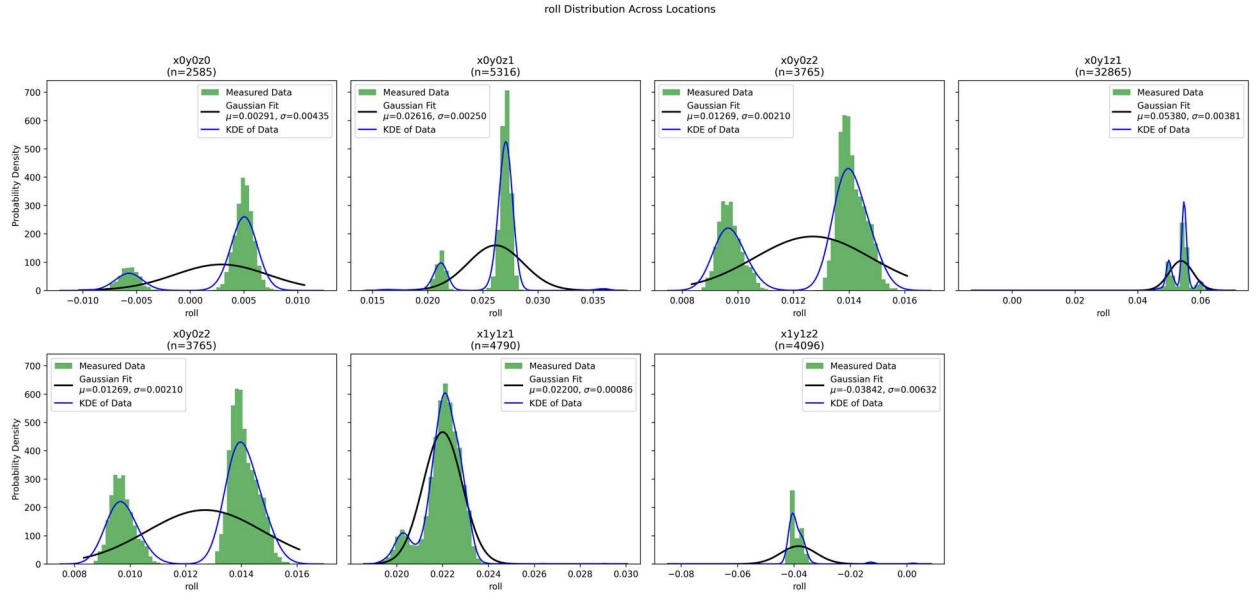 roll Distribution Across Locations
x0y0z0
(n=2585)
Measured Data
Gaussian Fit
μ=0.00291, σ=0.00435
KDE of Data
Probability Density
700
600
500
400
300
200
100
0
−0.010
−0.005
0.000
0.005
0.010
roll
x0y0z1
(n=5316)
Measured Data
Gaussian Fit
μ=0.02616, σ=0.00250
KDE of Data
0.015
0.020
0.025
0.030
0.035
roll
x0y0z2
(n=3765)
Measured Data
Gaussian Fit
μ=0.01269, σ=0.00210
KDE of Data
0.008
0.010
0.012
0.014
0.016
roll
x0y1z1
(n=32865)
Measured Data
Gaussian Fit
μ=0.05380, σ=0.00381
KDE of Data
0.00
0.02
0.04
0.06
roll
x0y0z2
(n=3765)
Measured Data
Gaussian Fit
μ=0.01269, σ=0.00210
KDE of Data
Probability Density
700
600
500
400
300
200
100
0
0.008
0.010
0.012
0.014
0.016
roll
x1y1z1
(n=4790)
Measured Data
Gaussian Fit
μ=0.02200, σ=0.00086
KDE of Data
0.020
0.022
0.024
0.026
0.028
0.030
roll
x1y1z2
(n=4096)
Measured Data
Gaussian Fit
μ=-0.03842, σ=0.00632
KDE of Data
−0.08
−0.06
−0.04
−0.02
0.00
roll